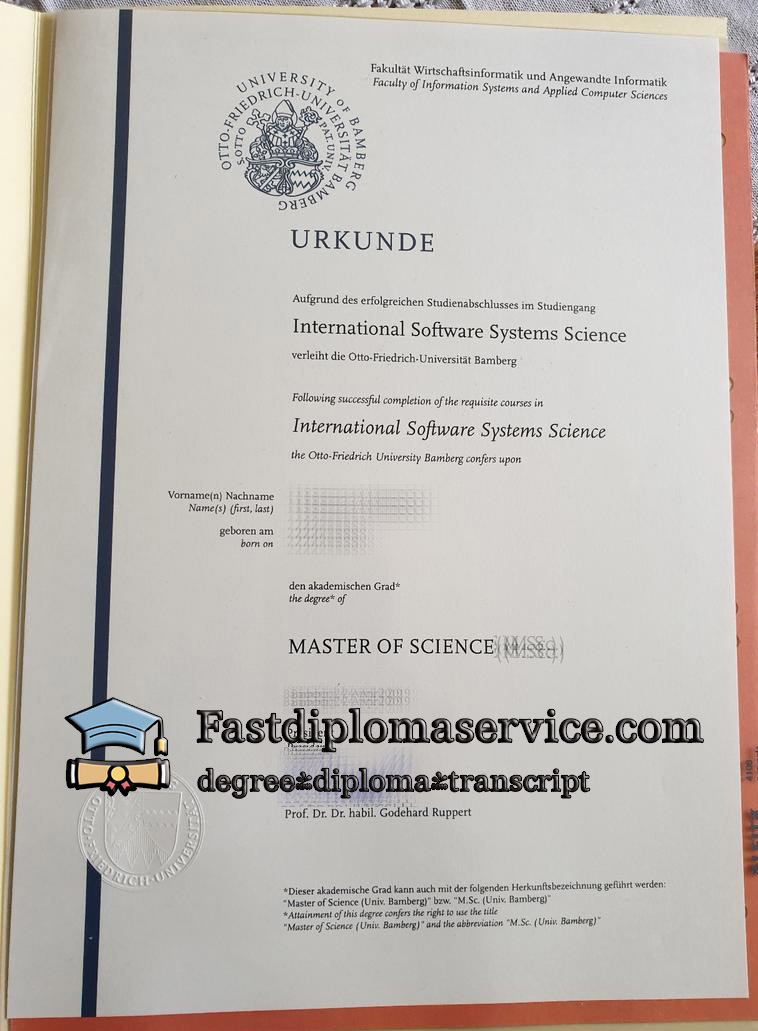 Fakultät Wirtschaftsinformatik und Angewandte Informatik
Faculty of Information Systems and Applied Computer Sciences
UNIVERSITY OF BAMBERG
OTTO-FRIEDRICH-UNIVERSITÄT BAMBERG
S. OTTO PAT. UNIV.
URKUNDE
Aufgrund des erfolgreichen Studienabschlusses im Studiengang
International Software Systems Science
verleiht die Otto-Friedrich-Universität Bamberg
Following successful completion of the requisite courses in
International Software Systems Science
the Otto-Friedrich University Bamberg confers upon
Vorname(n) Nachname
Name(s) (first, last)
geboren am
born on
den akademischen Grad*
the degree* of
MASTER OF SCIENCE
Fastdiplomaservice.com
degree*diploma*transcript
Prof. Dr. Dr. habil. Godehard Ruppert
OTTO-FRIEDRICH-UNIVERSITÄT
*Dieser akademische Grad kann auch mit der folgenden Herkunftsbezeichnung geführt werden:
"Master of Science (Univ. Bamberg)" bzw. "M.Sc. (Univ. Bamberg)"
*Attainment of this degree confers the right to use the title
"Master of Science (Univ. Bamberg)" and the abbreviation "M.Sc. (Univ. Bamberg)"